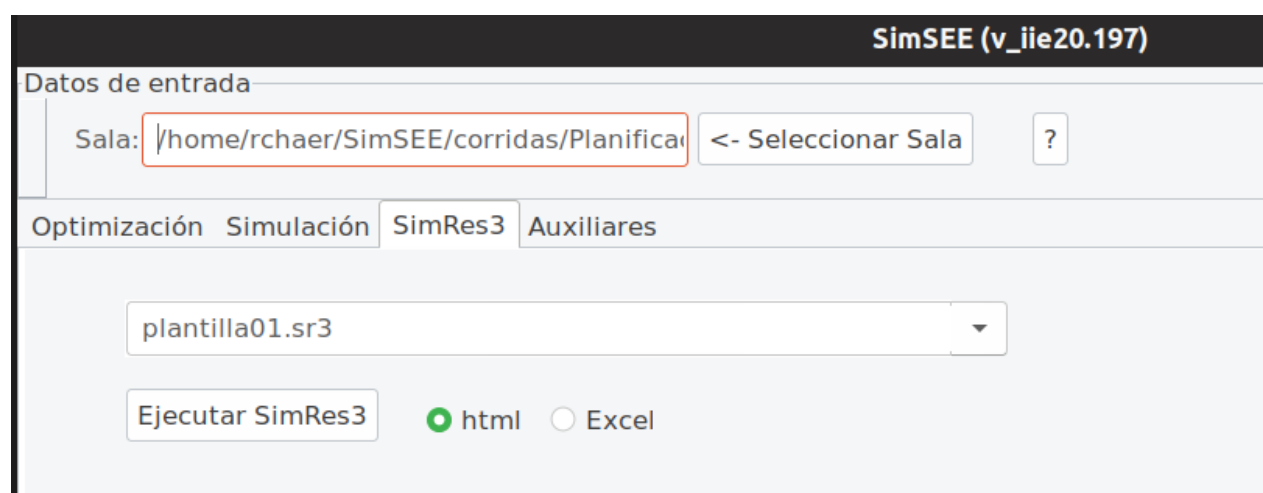 SimSEE (v_iie20.197)
Datos de entrada
Sala: /home/rchaer/SimSEE/corridas/Planifica <- Seleccionar Sala ?
Optimización Simulación SimRes3 Auxiliares
plantilla01.sr3
Ejecutar SimRes3 html Excel